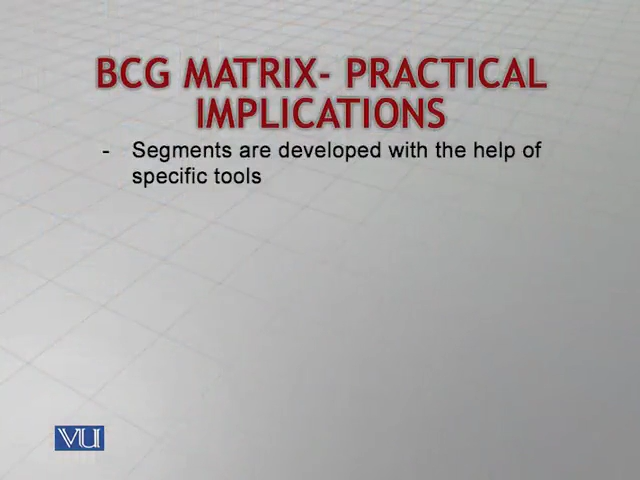 BCG MATRIX- PRACTICAL
IMPLICATIONS
- Segments are developed with the help of
specific tools
VU